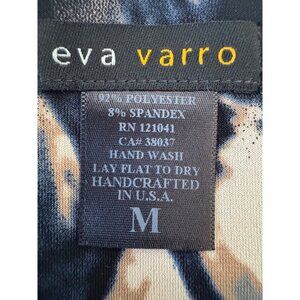 eva varro
92% POLYESTER
8% SPANDEX
RN 121041
CA# 38037
HAND WASH
LAY FLAT TO DRY
HANDCRAFTED
IN U.S.A.
M